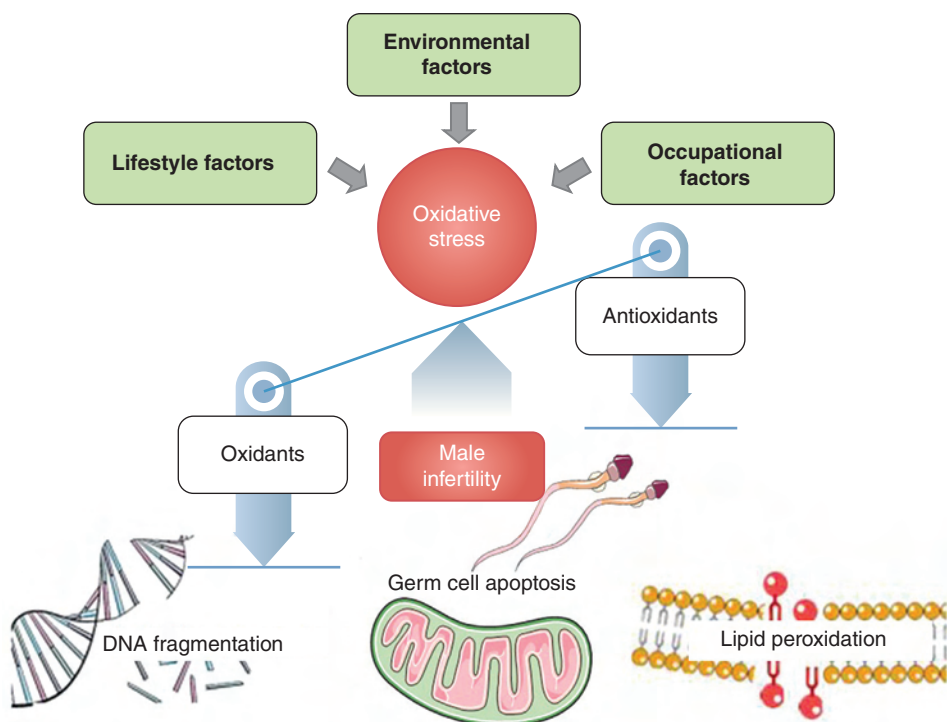 Environmental
factors
Lifestyle factors
Occupational
factors
Oxidative
stress
Antioxidants
Oxidants
Male
infertility
Germ cell apoptosis
DNA fragmentation
Lipid peroxidation